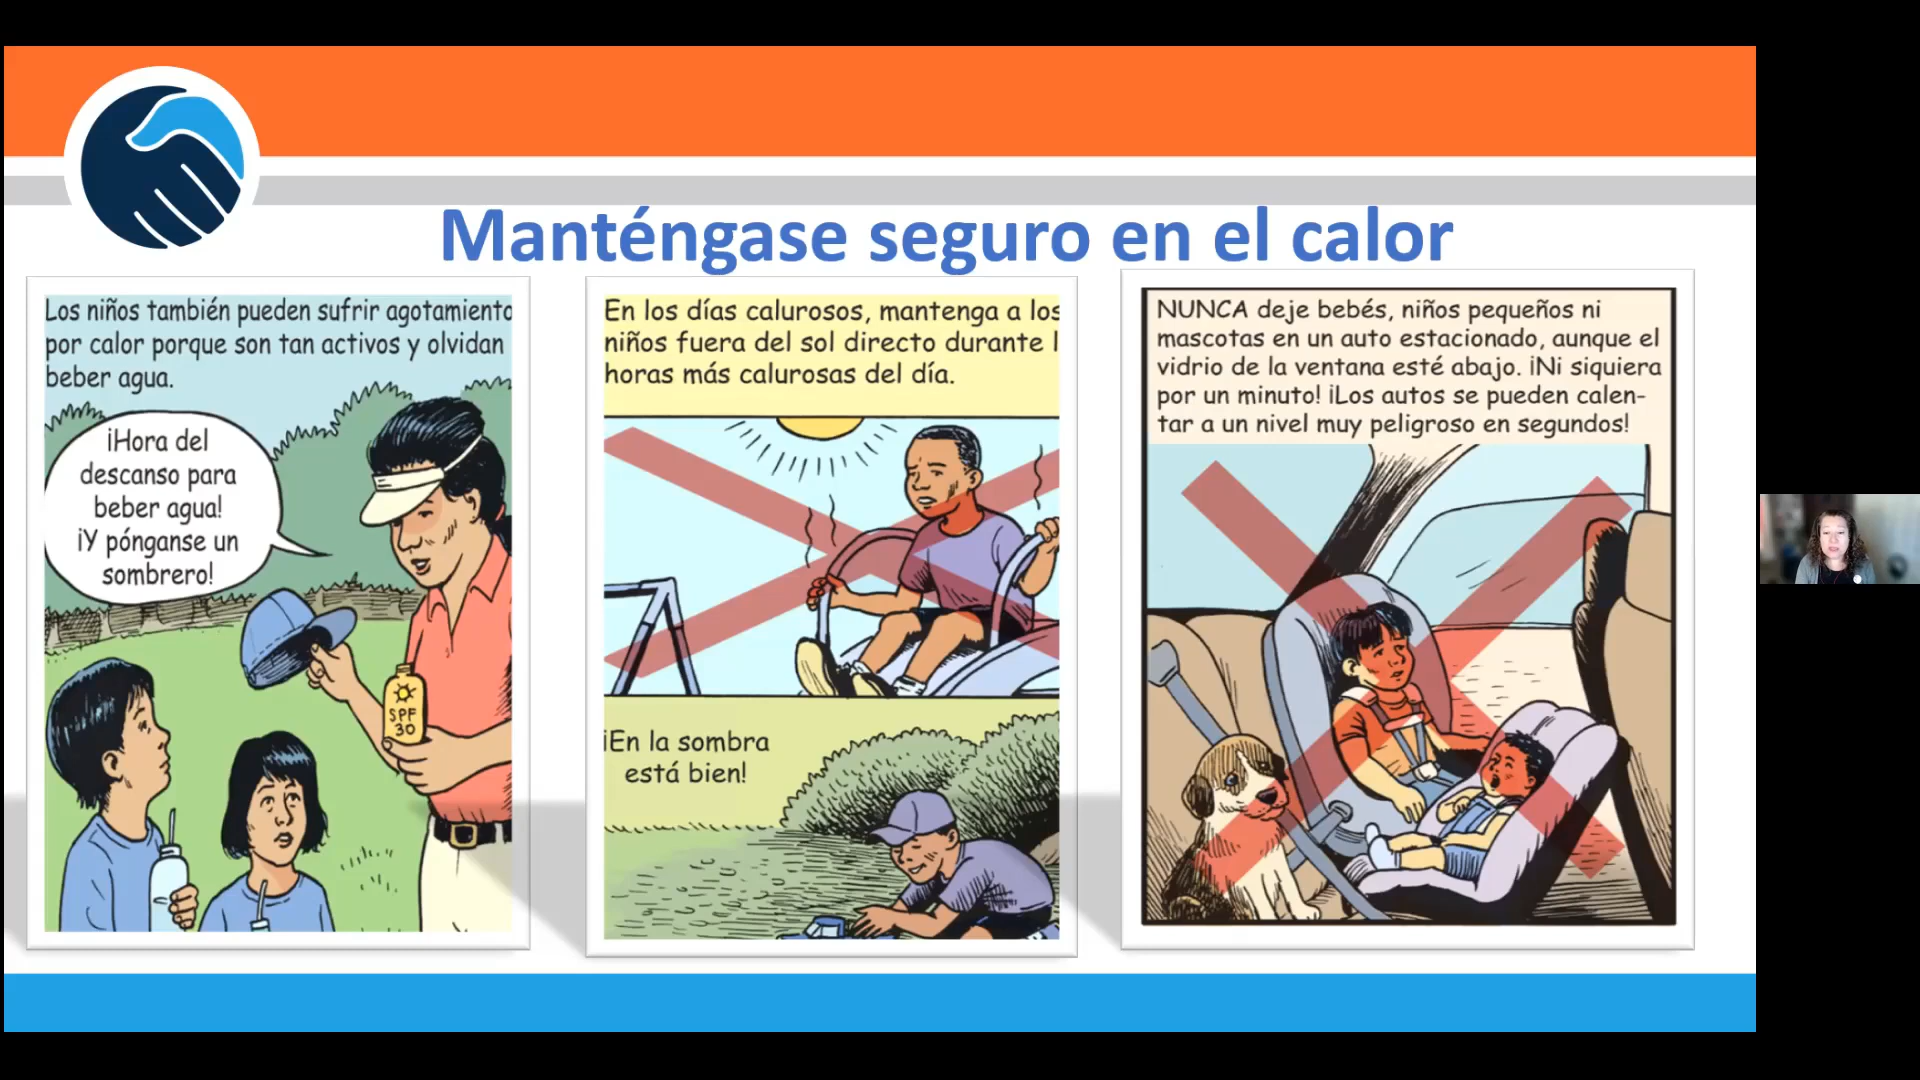 Manténgase seguro en el calor
Los niños también pueden sufrir agotamiento
por calor porque son tan activos y olvidan
beber agua.
¡Hora del
descanso para
beber agua!
¡Y pónganse un
sombrero!
SPF
30
En los días calurosos, mantenga a los
niños fuera del sol directo durante l
horas más calurosas del día.
¡En la sombra
está bien!
NUNCA deje bebés, niños pequeños ni
mascotas en un auto estacionado, aunque el
vidrio de la ventana esté abajo. ¡Ni siquiera
por un minuto! ¡Los autos se pueden calen-
tar a un nivel muy peligroso en segundos!